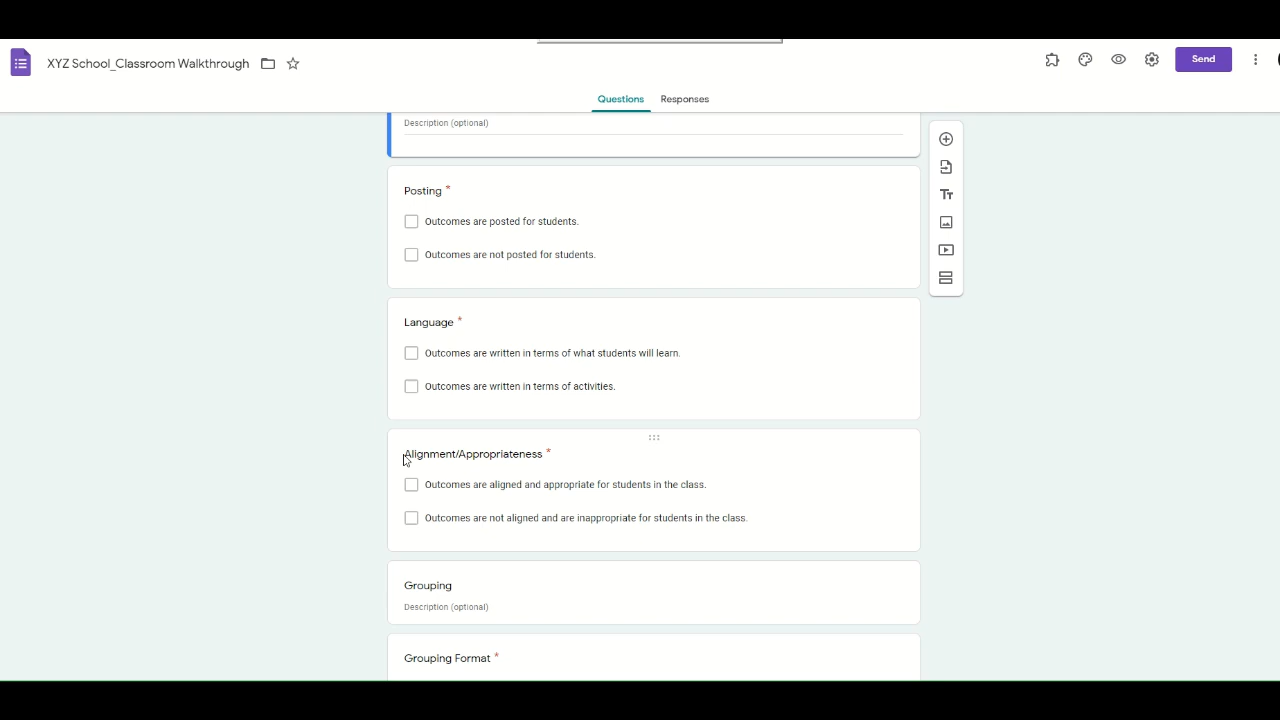 XYZ School_Classroom Walkthrough
Send
Questions Responses
Description (optional)
Posting *
Outcomes are posted for students.
Outcomes are not posted for students.
Language *
Outcomes are written in terms of what students will learn.
Outcomes are written in terms of activities.
Alignment/Appropriateness *
Outcomes are aligned and appropriate for students in the class.
Outcomes are not aligned and are inappropriate for students in the class.
Grouping
Description (optional)
Grouping Format *
Tт